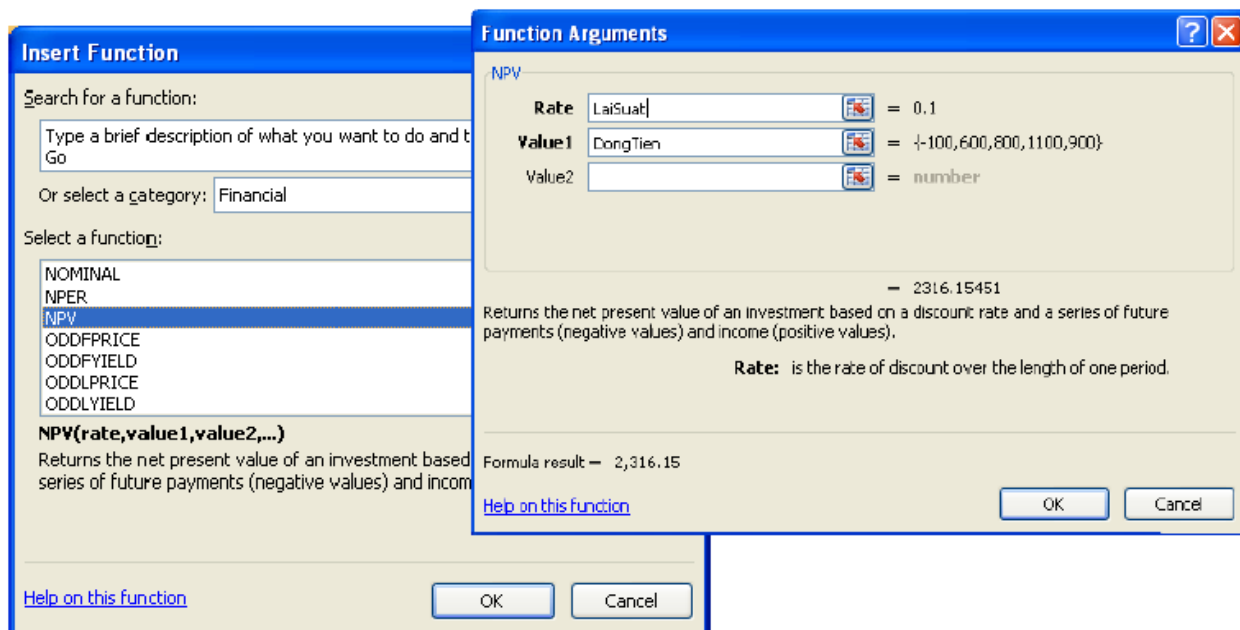 Insert Function
Search for a function:
Type a brief description of what you want to do and t
Go
Or select a category: Financial
Select a function:
NOMINAL
NPER
NPV
ODDFPRICE
ODDFYIELD
ODDLPRICE
ODDLYIELD
NPV(rate,value1,value2,...)
Returns the net present value of an investment based
series of future payments (negative values) and incom
Help on this function
OK
Cancel
Function Arguments
NPV
Rate LaiSuat = 0.1
Value1 DongTien = {-100,600,800,1100,900}
Value2 = number
= 2316.15451
Returns the net present value of an investment based on a discount rate and a series of future
payments (negative values) and income (positive values).
Rate: is the rate of discount over the length of one period.
Formula result = 2,316.15
Help on this function
OK
Cancel